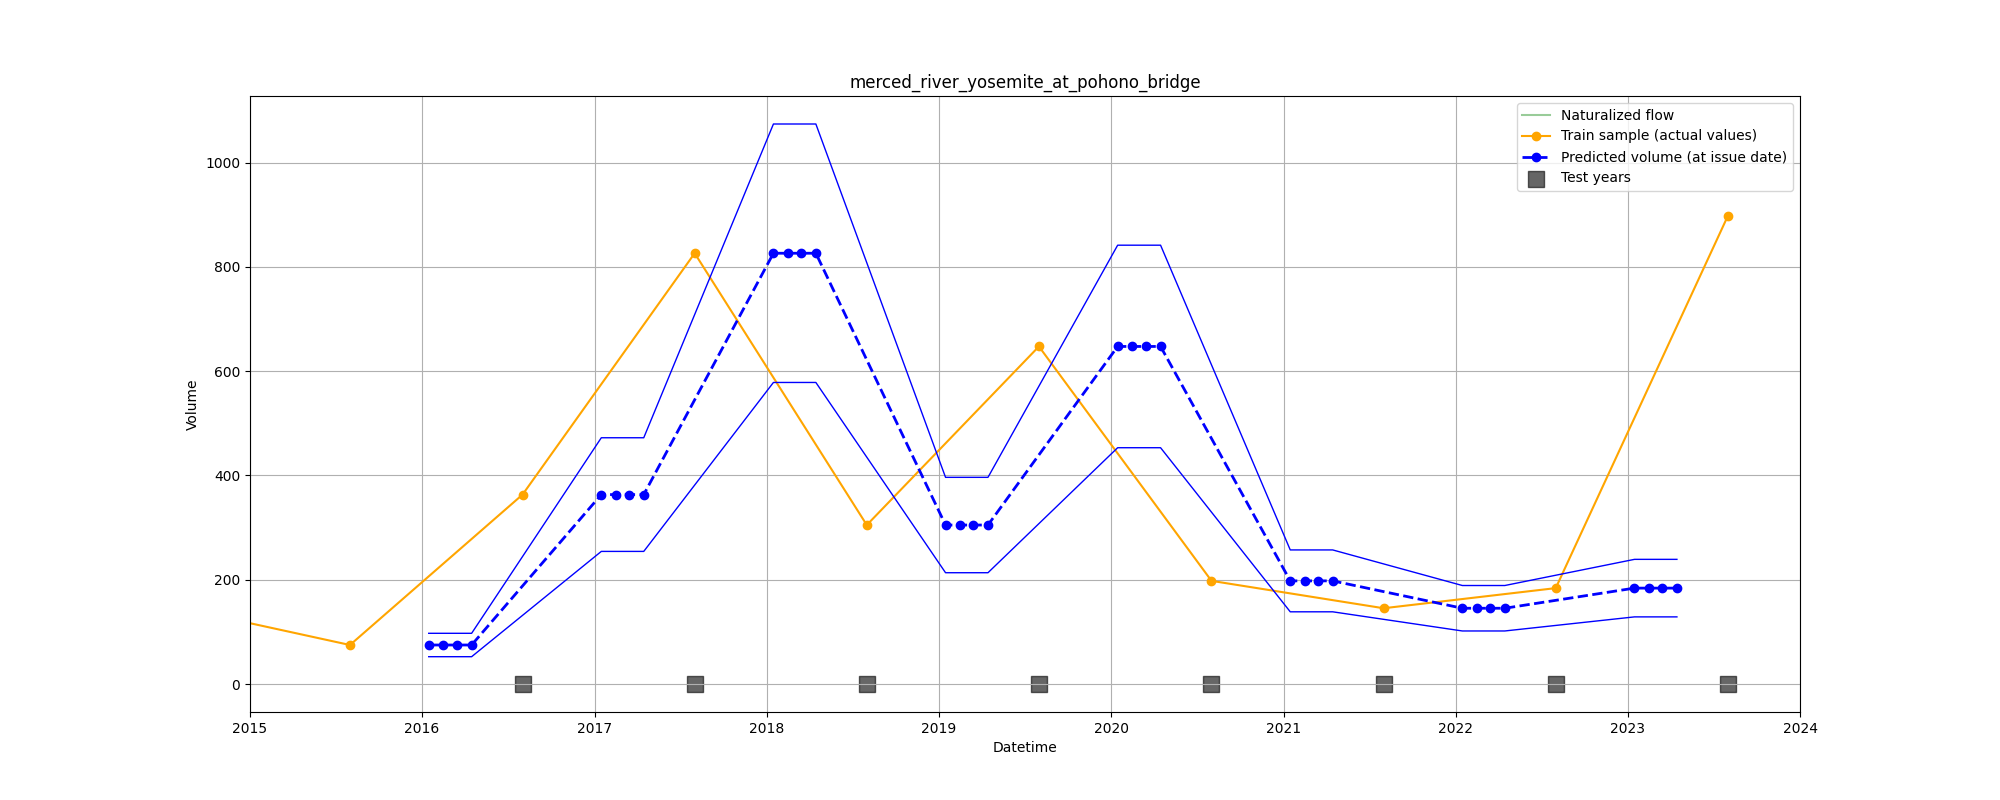 merced_river_yosemite_at_pohono_bridge
Naturalized flow
Train sample (actual values)
Predicted volume (at issue date)
Test years
1000
800
600
400
200
0
Volume
2015 2016 2017 2018 2019 2020 2021 2022 2023 2024
Datetime